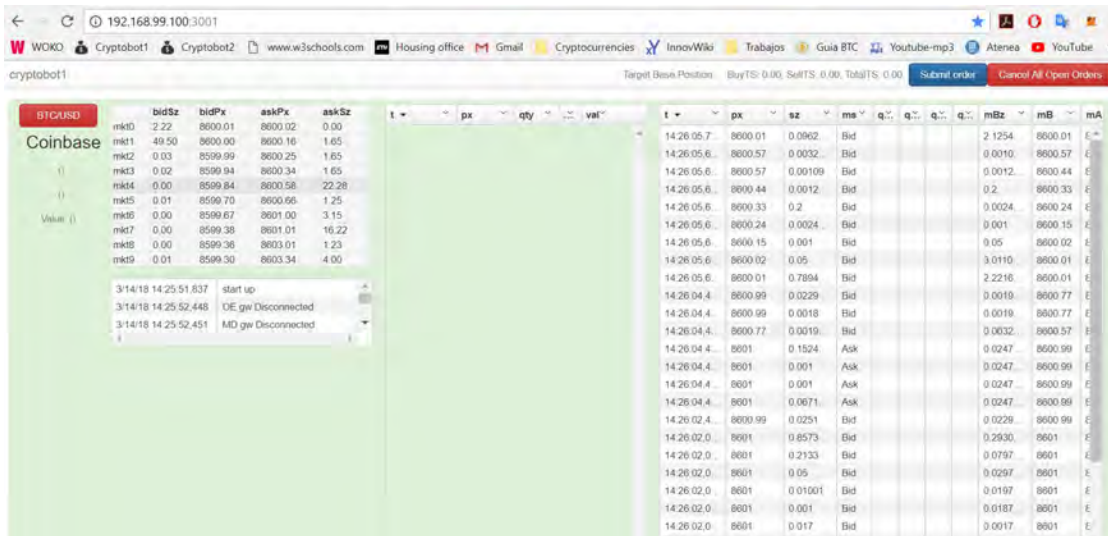 192.168.99.100:3001
WOKO Cryptobot1 Cryptobot2 www.w3schools.com Housing office Gmail Cryptocurrencies InnovWiki Trabajos Guia BTC Youtube-mp3 Atenea YouTube
cryptobot1 Target Base Position BuyTS: 0.00, SellTS: 0.00, TotalTS: 0.00 Submit order Cancel All Open Orders
BTC/USD
Coinbase
()
()
Value: ()
bidSz bidPx askPx askSz
mkt0 2.22 8600.01 8600.02 0.00
mkt1 49.50 8600.00 8600.16 1.65
mkt2 0.03 8599.99 8600.25 1.65
mkt3 0.02 8599.94 8600.34 1.65
mkt4 0.00 8599.84 8600.58 22.28
mkt5 0.01 8599.70 8600.66 1.25
mkt6 0.00 8599.67 8601.00 3.15
mkt7 0.00 8599.38 8601.01 16.22
mkt8 0.00 8599.36 8603.01 1.23
mkt9 0.01 8599.30 8603.34 4.00
3/14/18 14:25:51,837 start up
3/14/18 14:25:52,448 OE gw Disconnected
3/14/18 14:25:52,451 MD gw Disconnected
t px qty ... val
t px sz ms q... q... q... q... mBz mB mA
14:26:05,7... 8600.01 0.0962... Bid 2.1254... 8600.01
14:26:05,6... 8600.57 0.0032... Bid 0.0010... 8600.57
14:26:05,6... 8600.57 0.00109 Bid 0.0012... 8600.44
14:26:05,6... 8600.44 0.0012... Bid 0.2 8600.33
14:26:05,6... 8600.33 0.2 Bid 0.0024... 8600.24
14:26:05,6... 8600.24 0.0024... Bid 0.001 8600.15
14:26:05,6... 8600.15 0.001 Bid 0.05 8600.02
14:26:05,6... 8600.02 0.05 Bid 3.0110... 8600.01
14:26:05,6... 8600.01 0.7894... Bid 2.2216... 8600.01
14:26:04,4... 8600.99 0.0229... Bid 0.0019... 8600.77
14:26:04,4... 8600.99 0.0018... Bid 0.0019... 8600.77
14:26:04,4... 8600.77 0.0019... Bid 0.0032... 8600.57
14:26:04,4... 8601 0.1524... Ask 0.0247... 8600.99
14:26:04,4... 8601 0.001 Ask 0.0247... 8600.99
14:26:04,4... 8601 0.001 Ask 0.0247... 8600.99
14:26:04,4... 8601 0.0671... Ask 0.0247... 8600.99
14:26:02,4... 8600.99 0.0251 Bid 0.0229... 8600.99
14:26:02,0... 8601 0.8573... Bid 0.2930... 8601
14:26:02,0... 8601 0.2133... Bid 0.0797... 8601
14:26:02,0... 8601 0.05 Bid 0.0297... 8601
14:26:02,0... 8601 0.01001 Bid 0.0197... 8601
14:26:02,0... 8601 0.001 Bid 0.0187... 8601
14:26:02,0... 8601 0.017 Bid 0.0017... 8601